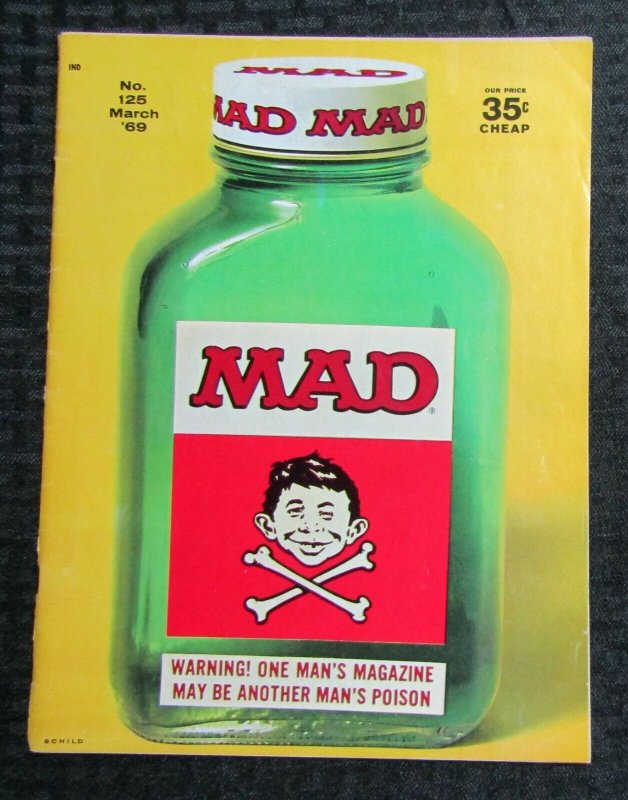 IND
No.
125
March
'69
OUR PRICE
35¢
CHEAP
MAD
MAD MAD
MAD®
WARNING! ONE MAN'S MAGAZINE
MAY BE ANOTHER MAN'S POISON
SCHILD